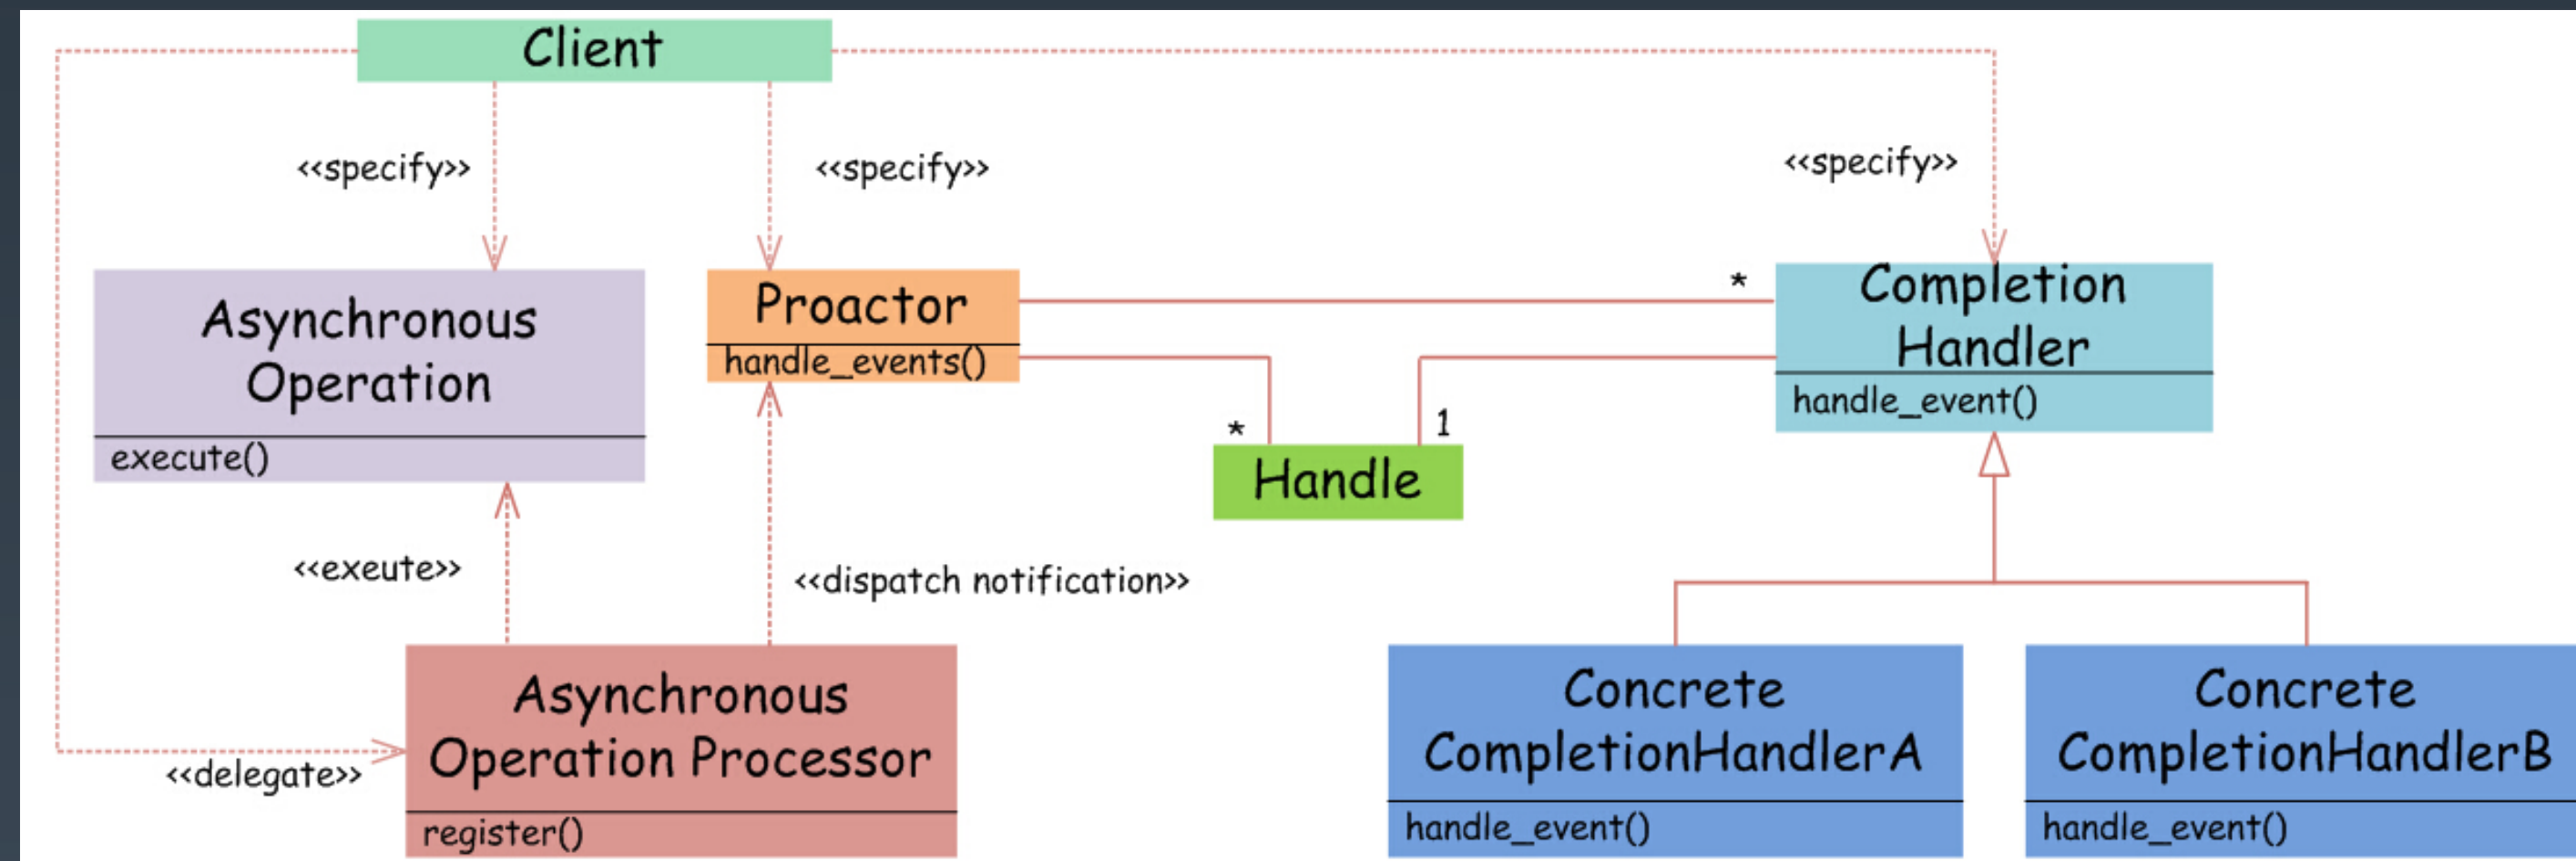 Client
<<specify>>
<<specify>>
<<specify>>
Asynchronous
Operation
execute()
Proactor
handle_events()
*
Completion
Handler
handle_event()
*
1
Handle
<<exeute>>
<<dispatch notification>>
<<delegate>>
Asynchronous
Operation Processor
register()
Concrete
CompletionHandlerA
handle_event()
Concrete
CompletionHandlerB
handle_event()